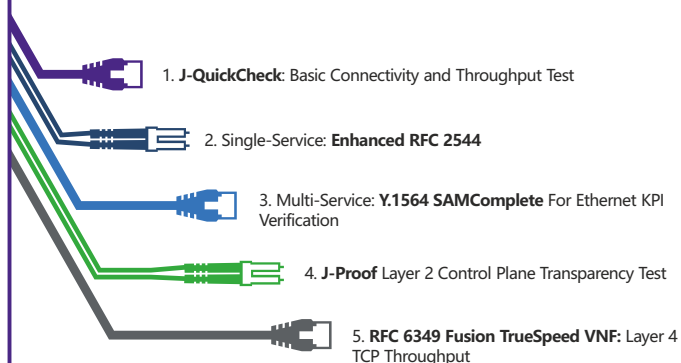 1. J-QuickCheck: Basic Connectivity and Throughput Test
2. Single-Service: Enhanced RFC 2544
3. Multi-Service: Y.1564 SAMComplete For Ethernet KPI
Verification
4. J-Proof Layer 2 Control Plane Transparency Test
5. RFC 6349 Fusion TrueSpeed VNF: Layer 4
TCP Throughput